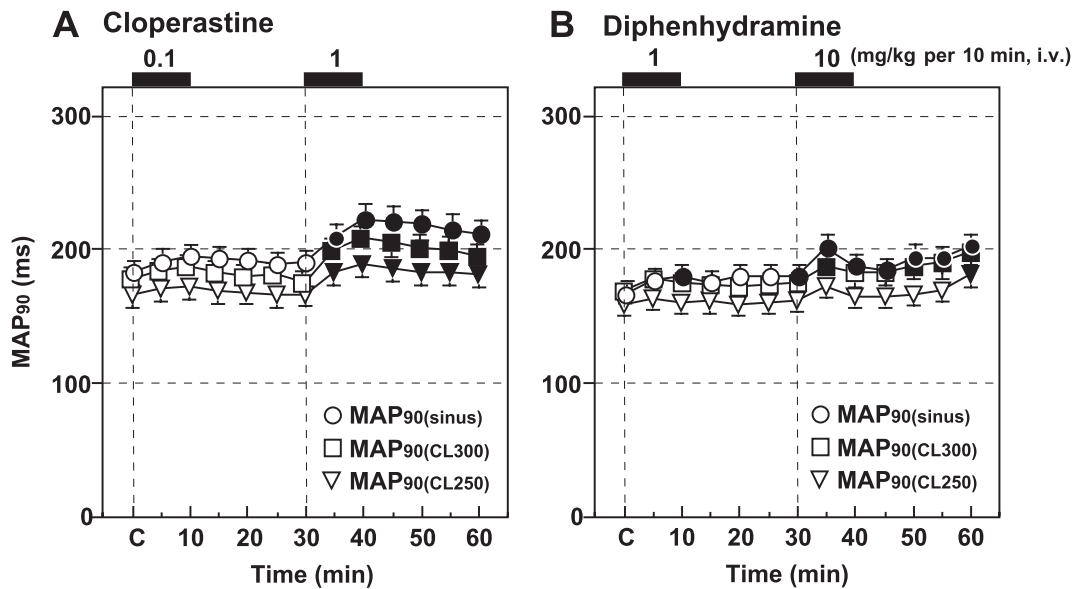 A Cloperastine
0.1 1
300
200
100
0
MAP90 (ms)
MAP90(sinus)
MAP90(CL300)
MAP90(CL250)
C 10 20 30 40 50 60
Time (min)
B Diphenhydramine
1 10 (mg/kg per 10 min, i.v.)
300
200
100
0
MAP90(sinus)
MAP90(CL300)
MAP90(CL250)
C 10 20 30 40 50 60
Time (min)